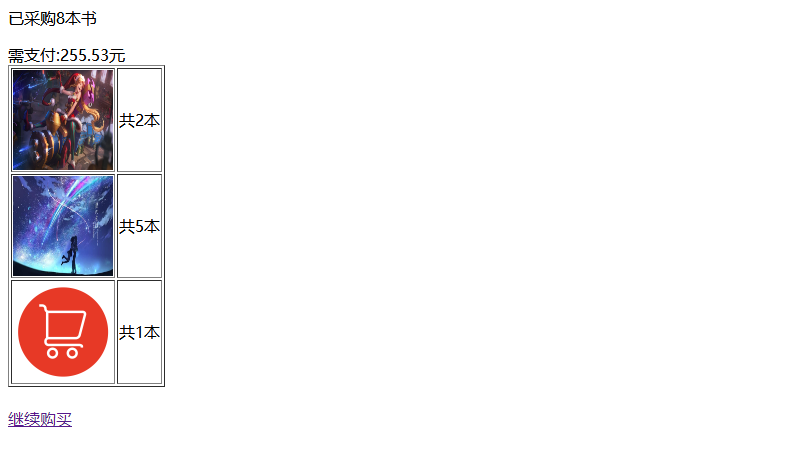 已采购8本书
需支付:255.53元
共2本
共5本
共1本
继续购买